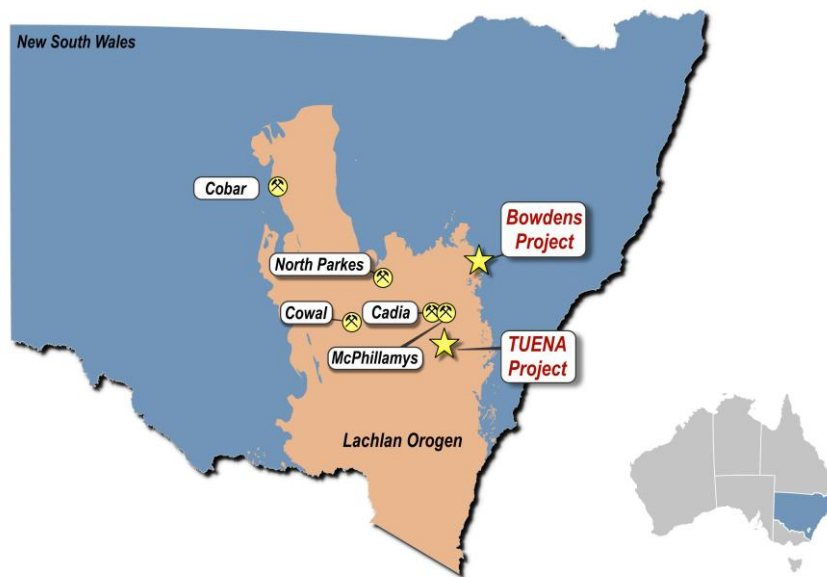 New South Wales
Cobar
Bowdens
Project
North Parkes
Cowal
Cadia
McPhillamys
TUENA
Project
Lachlan Orogen